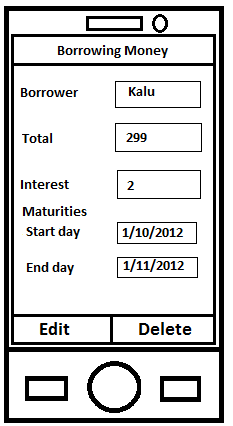 Borrowing Money
Borrower Kalu
Total 299
Interest 2
Maturities
Start day 1/10/2012
End day 1/11/2012
Edit Delete